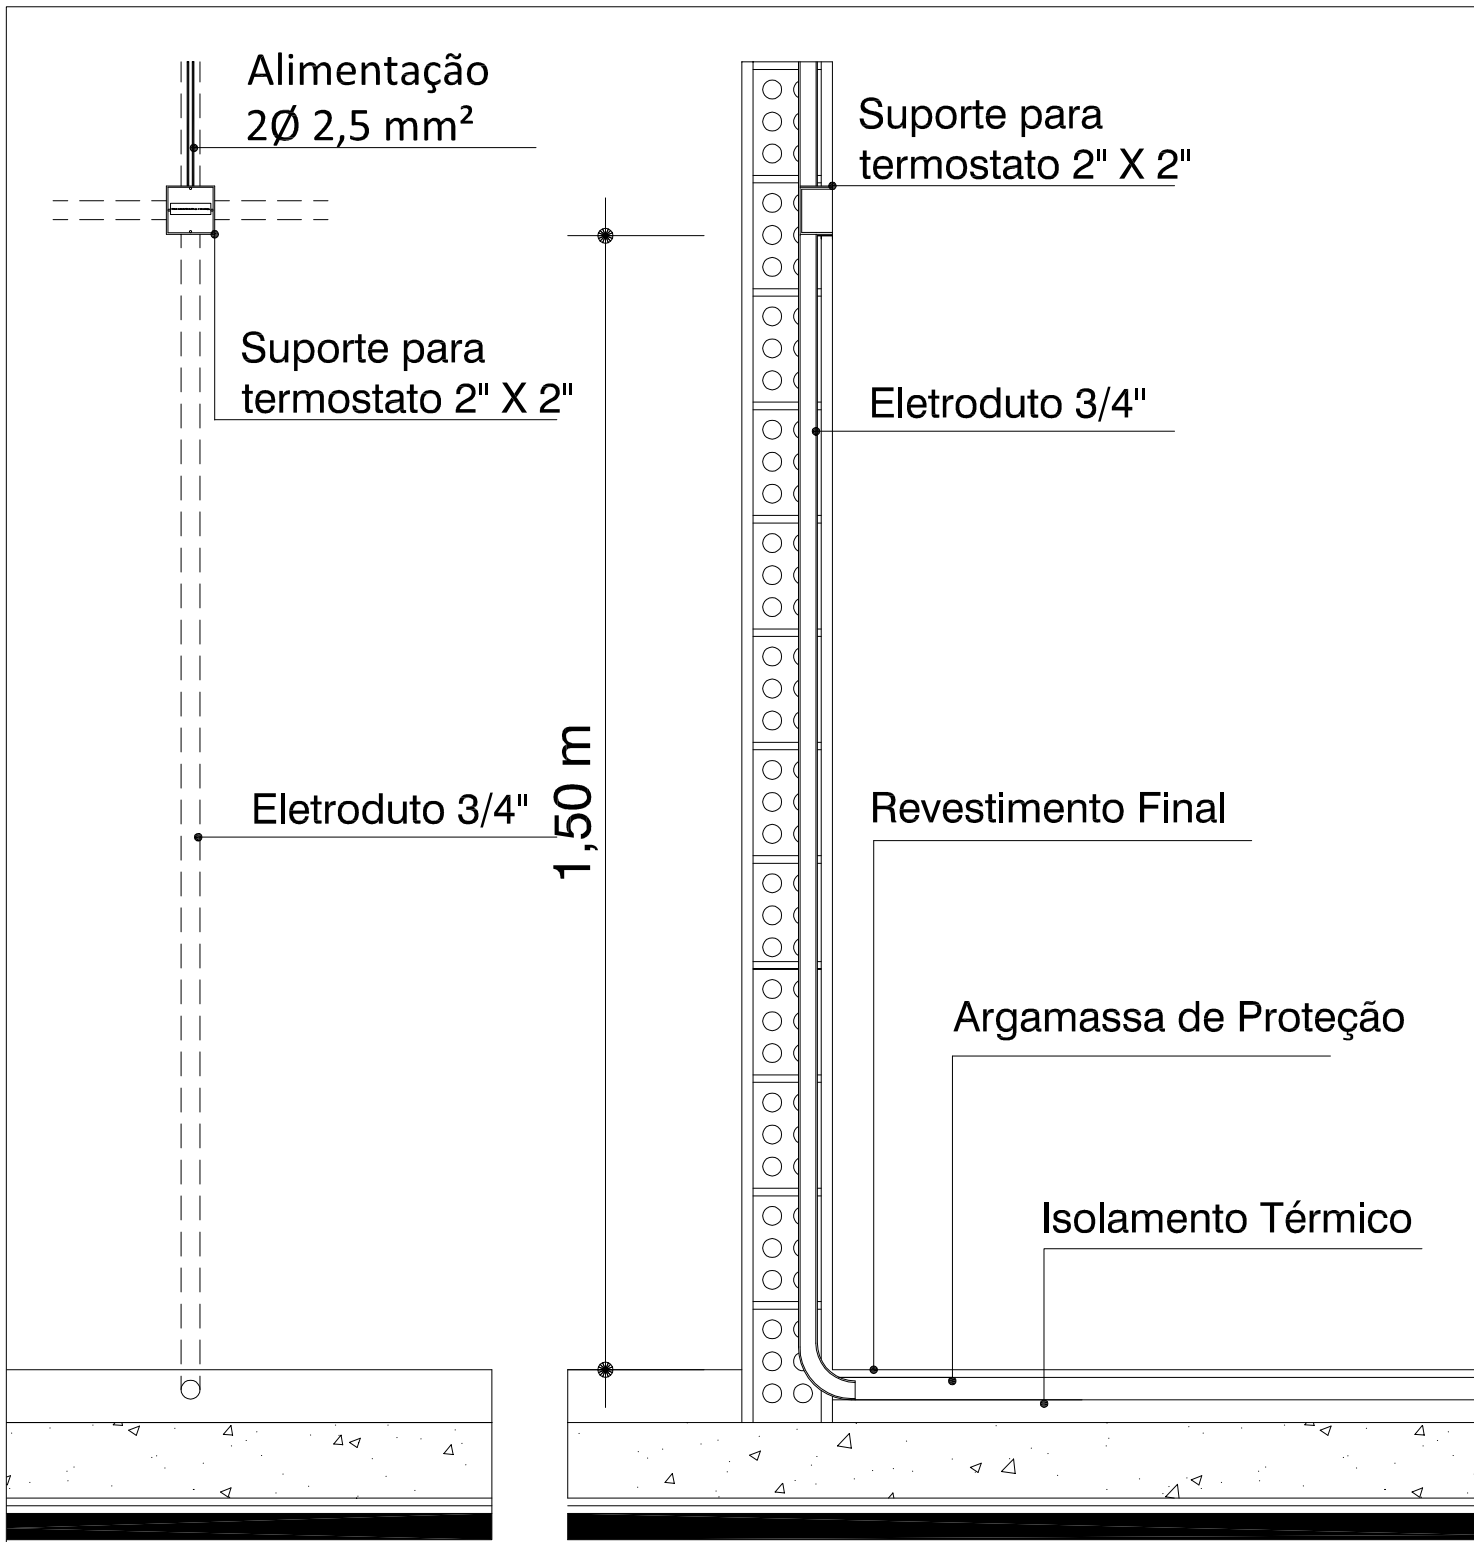 Alimentação
2Ø 2,5 mm²
Suporte para
termostato 2" X 2"
Suporte para
termostato 2" X 2"
Eletroduto 3/4"
Eletroduto 3/4"
1,50 m
Revestimento Final
Argamassa de Proteção
Isolamento Térmico